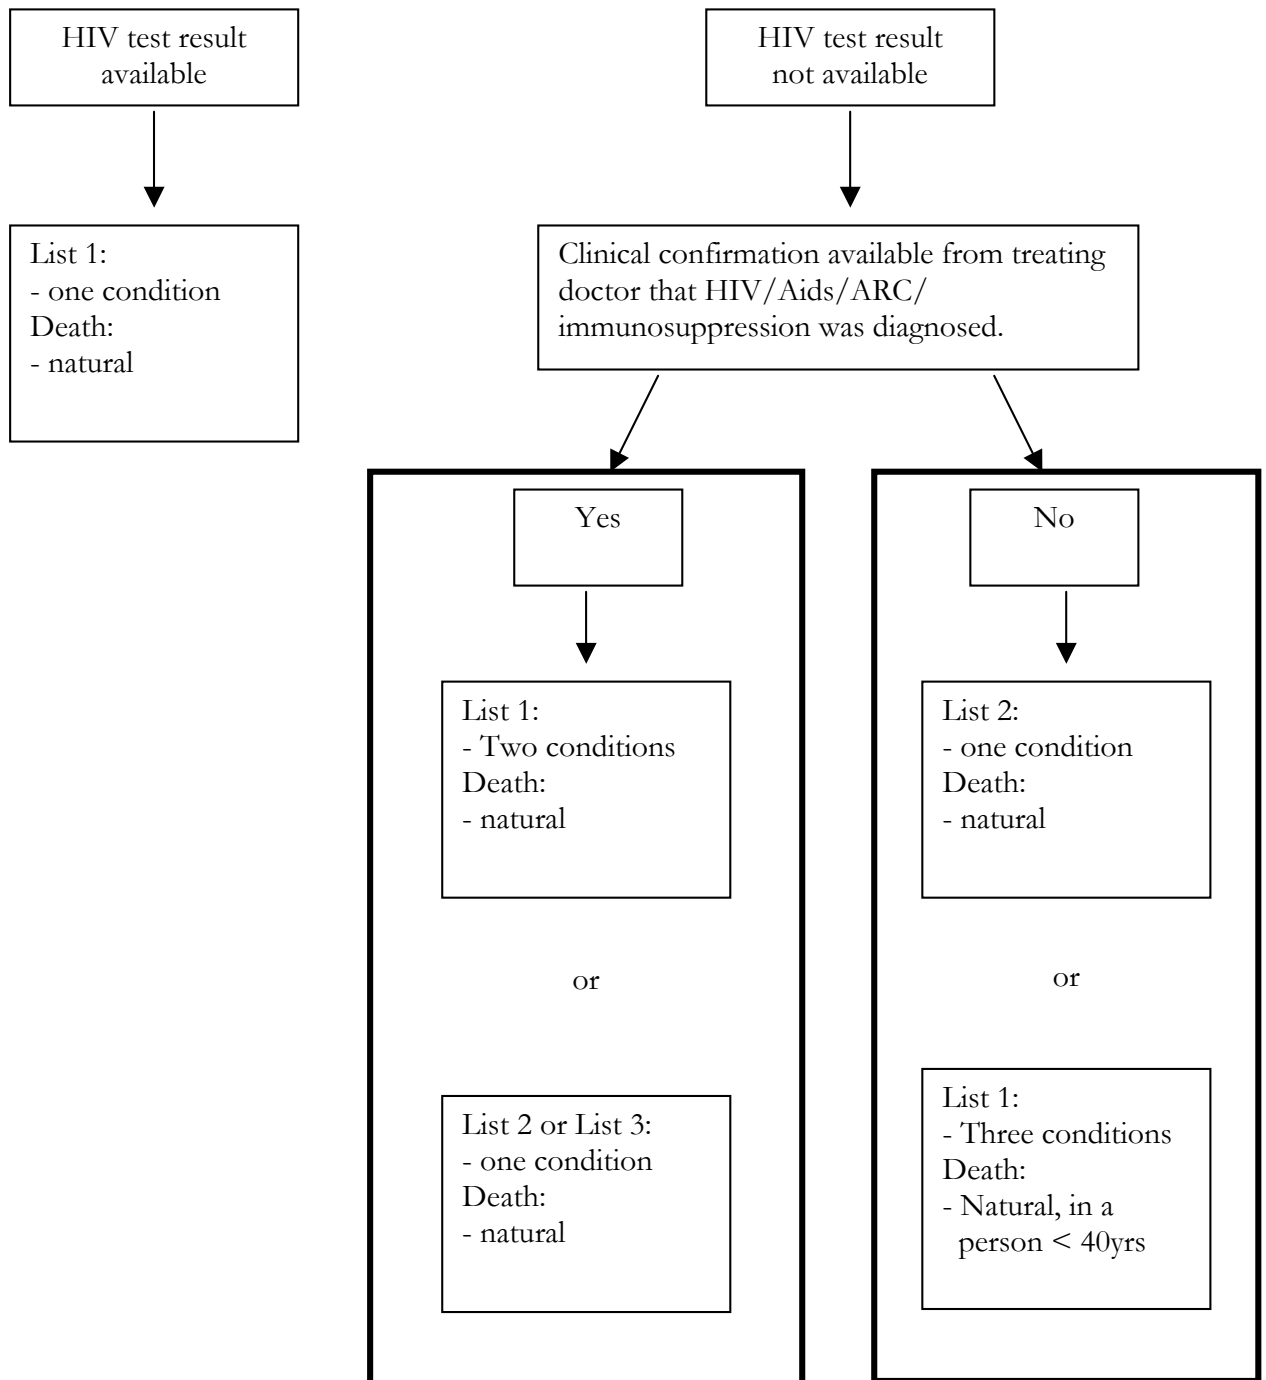 HIV test result
available
HIV test result
not available
List 1:
- one condition
Death:
- natural
Clinical confirmation available from treating
doctor that HIV/Aids/ARC/
immunosuppression was diagnosed.
Yes
No
List 1:
- Two conditions
Death:
- natural
List 2:
- one condition
Death:
- natural
or
or
List 2 or List 3:
- one condition
Death:
- natural
List 1:
- Three conditions
Death:
- Natural, in a
person < 40yrs